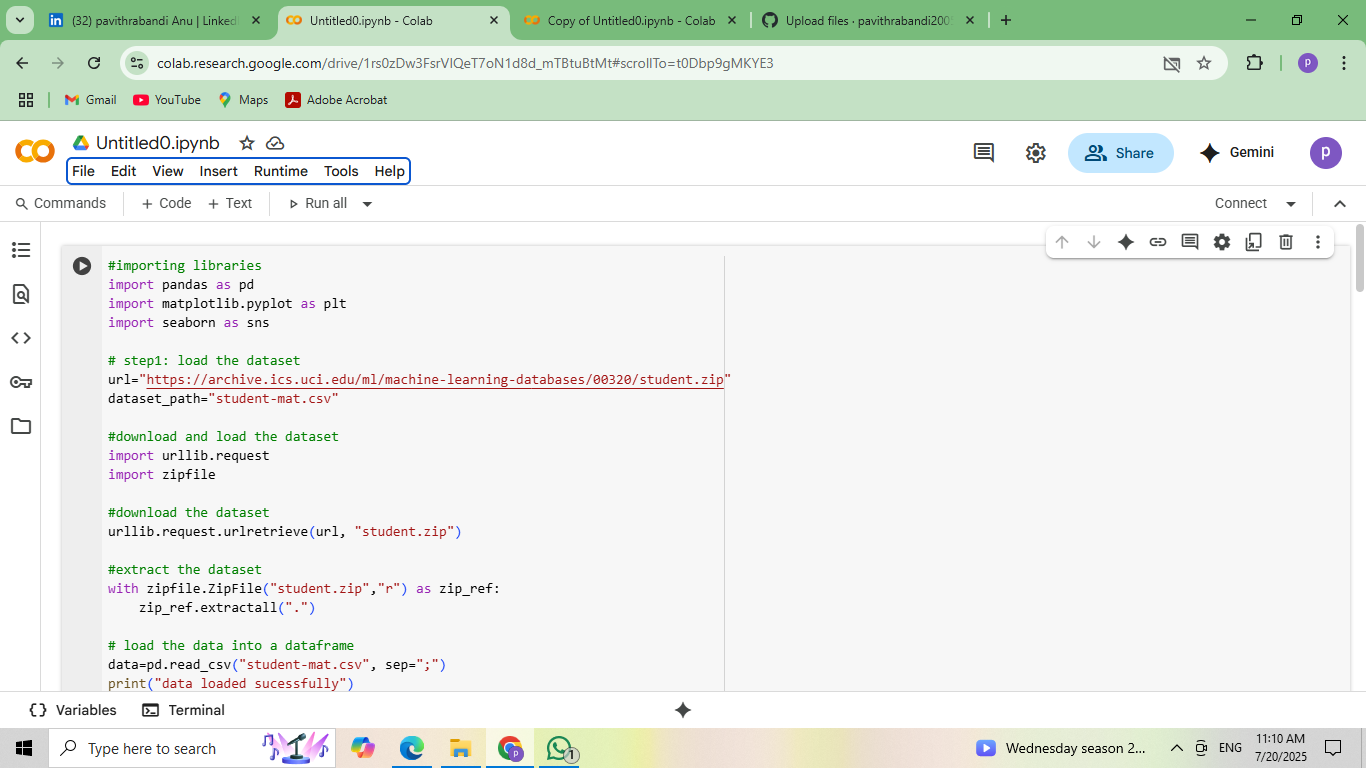 (32) pavithrabandi Anu | Linked
Untitled0.ipynb - Colab
Copy of Untitled0.ipynb - Colab
Upload files · pavithrabandi200
colab.research.google.com/drive/1rs0zDw3FsrVIQeT7oN1d8d_mTBtuBtMt#scrollTo=t0Dbp9gMKYE3
p
Gmail
YouTube
Maps
Adobe Acrobat
Untitled0.ipynb
Share
Gemini
p
File Edit View Insert Runtime Tools Help
Commands + Code + Text Run all
Connect
#importing libraries
import pandas as pd
import matplotlib.pyplot as plt
import seaborn as sns
# step1: load the dataset
url="https://archive.ics.uci.edu/ml/machine-learning-databases/00320/student.zip"
dataset_path="student-mat.csv"
#download and load the dataset
import urllib.request
import zipfile
#download the dataset
urllib.request.urlretrieve(url, "student.zip")
#extract the dataset
with zipfile.ZipFile("student.zip","r") as zip_ref:
    zip_ref.extractall(".")
# load the data into a dataframe
data=pd.read_csv("student-mat.csv", sep=";")
print("data loaded sucessfully")
Variables
Terminal
Type here to search
1
Wednesday season 2...
ENG
11:10 AM
7/20/2025